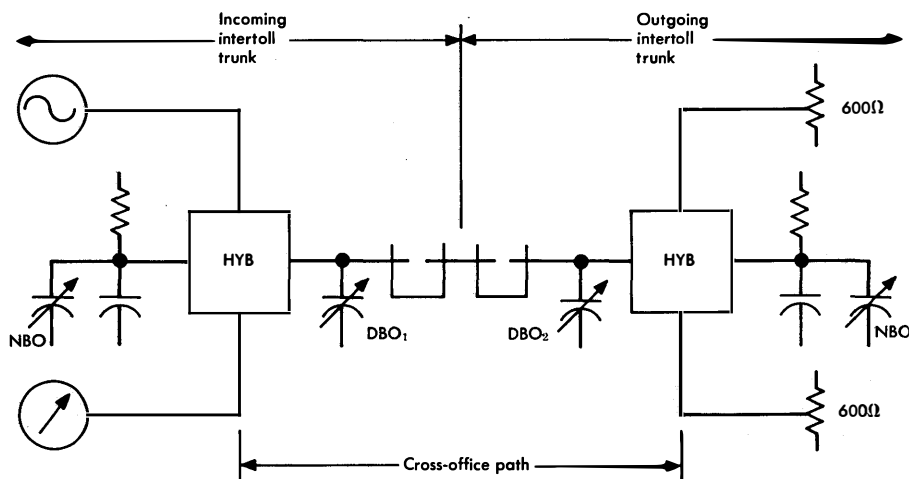 Incoming
intertoll
trunk
Outgoing
intertoll
trunk
600Ω
HYB
HYB
NBO
DBO₁
DBO₂
NBO
600Ω
Cross-office path